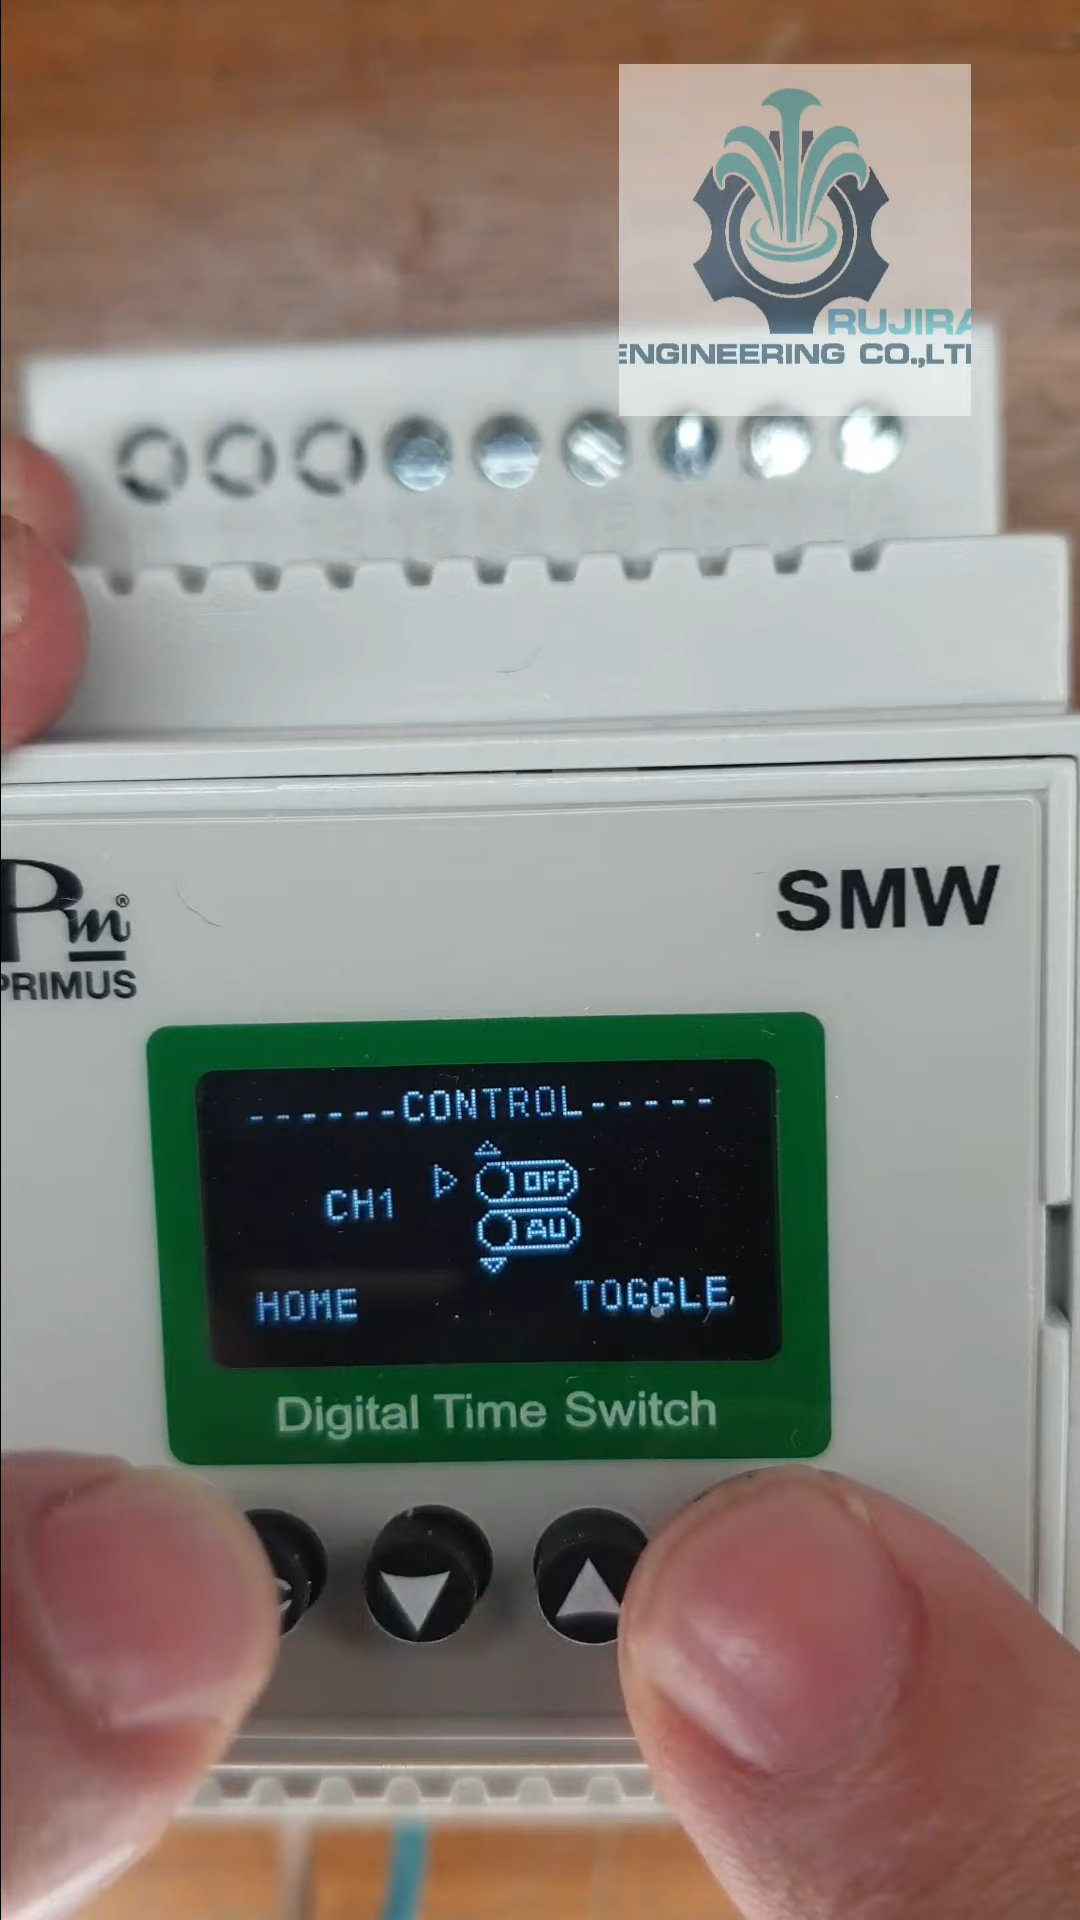 RUJIRA
ENGINEERING CO.,LT
Pm®
PRIMUS
SMW
------CONTROL-----
CH1
OFF
AU
HOME
TOGGLE
Digital Time Switch
C